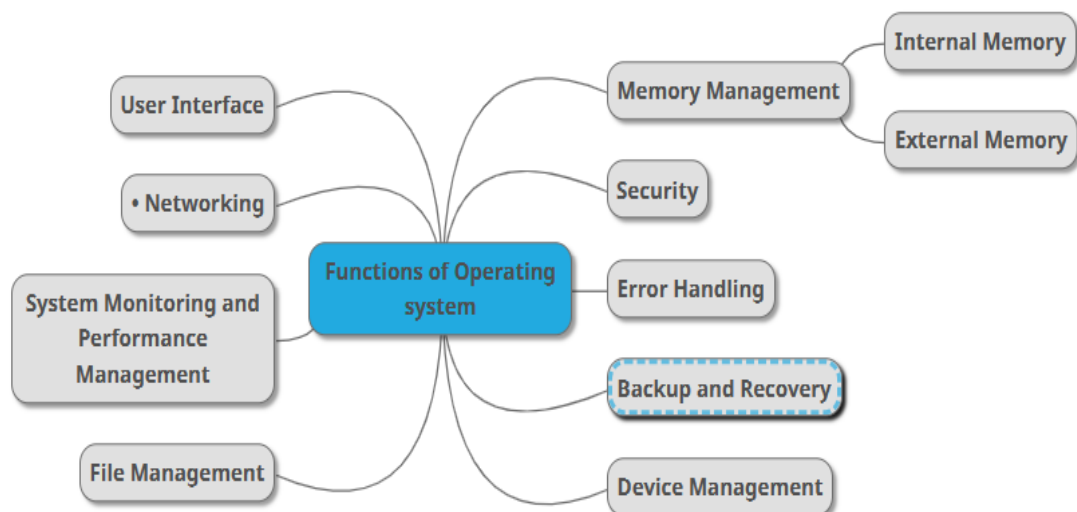 Functions of Operating
system
Memory Management
Internal Memory
External Memory
Security
Error Handling
Backup and Recovery
Device Management
User Interface
• Networking
System Monitoring and
Performance
Management
File Management